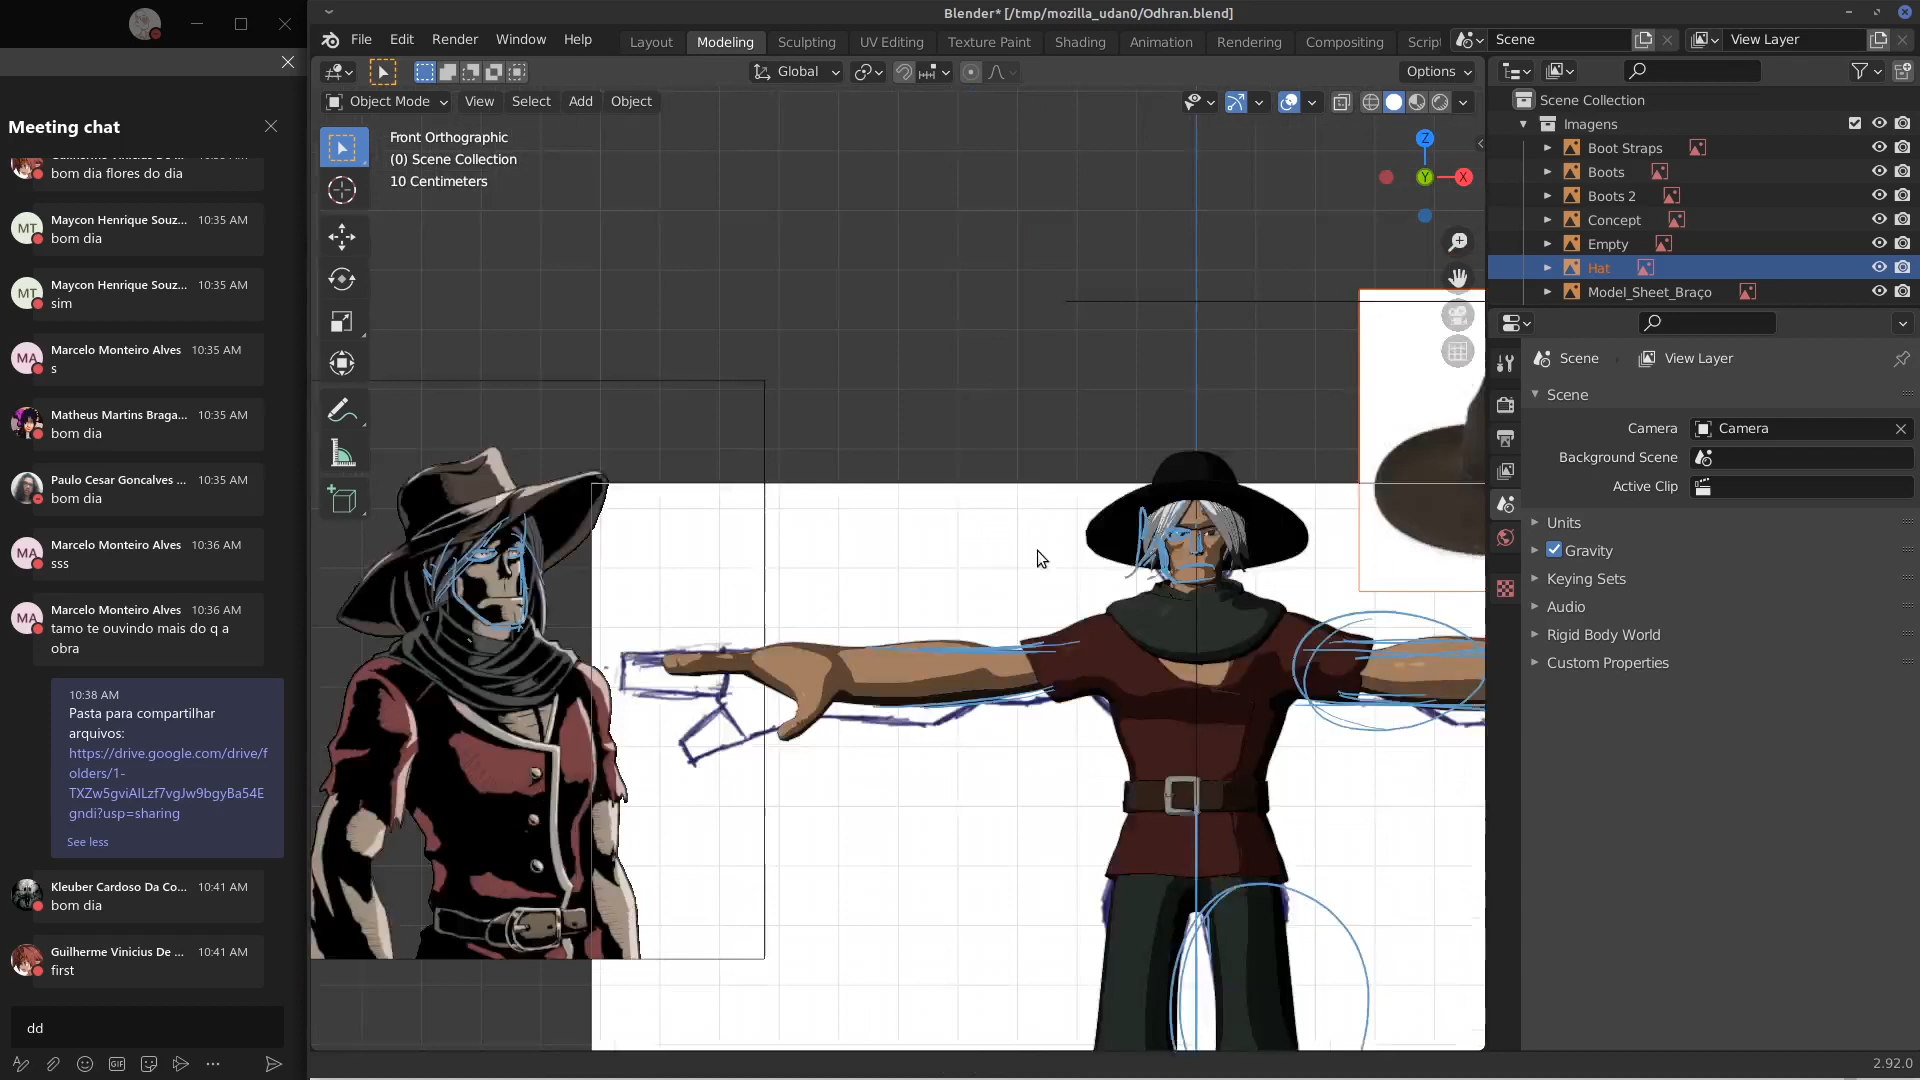 Blender* [/tmp/mozilla_udan0/Odhran.blend]
File Edit Render Window Help
Layout Modeling Sculpting UV Editing Texture Paint Shading Animation Rendering Compositing Script
Scene
View Layer
Global
Options
Object Mode View Select Add Object
Front Orthographic
(0) Scene Collection
10 Centimeters
Z
Y
X
Meeting chat
bom dia flores do dia
MT
Maycon Henrique Souz... 10:35 AM
bom dia
MT
Maycon Henrique Souz... 10:35 AM
sim
MA
Marcelo Monteiro Alves 10:35 AM
s
Matheus Martins Braga... 10:35 AM
bom dia
Paulo Cesar Goncalves ... 10:35 AM
bom dia
MA
Marcelo Monteiro Alves 10:36 AM
sss
MA
Marcelo Monteiro Alves 10:36 AM
tamo te ouvindo mais do q a
obra
10:38 AM
Pasta para compartilhar
arquivos:
https://drive.google.com/drive/f
olders/1-
TXZw5gviAlLzf7vgJw9bgyBa54E
gndi?usp=sharing
See less
Kleuber Cardoso Da Co... 10:41 AM
bom dia
Guilherme Vinicius De ... 10:41 AM
first
dd
GIF
Scene Collection
Imagens
Boot Straps
Boots
Boots 2
Concept
Empty
Hat
Model_Sheet_Braço
Scene
View Layer
Scene
Camera Camera
Background Scene
Active Clip
Units
Gravity
Keying Sets
Audio
Rigid Body World
Custom Properties
2.92.0